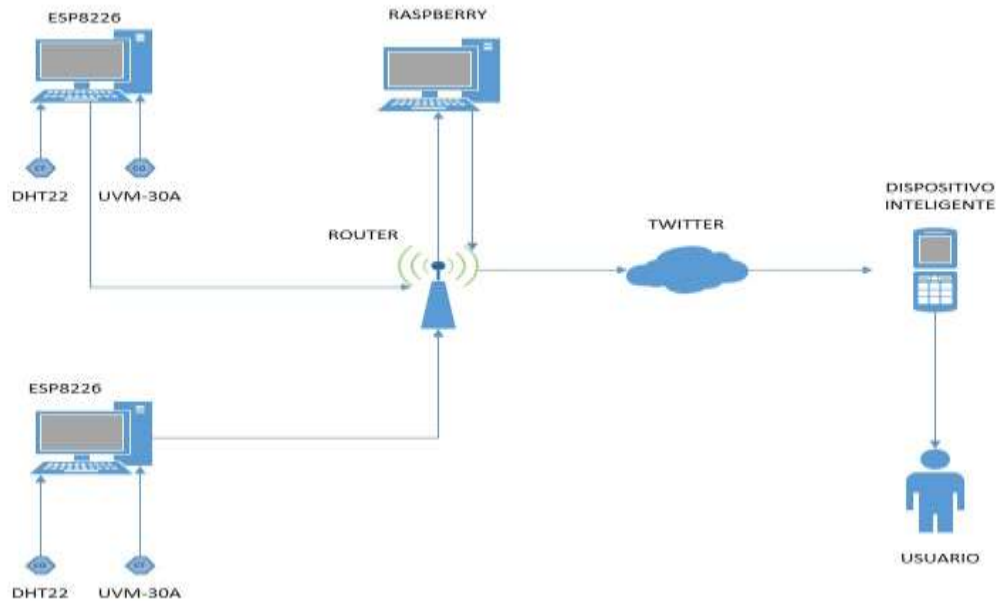 ESP8226
RASPBERRY
DHT22
UVM-30A
ROUTER
TWITTER
DISPOSITIVO
INTELIGENTE
ESP8226
DHT22
UVM-30A
USUARIO